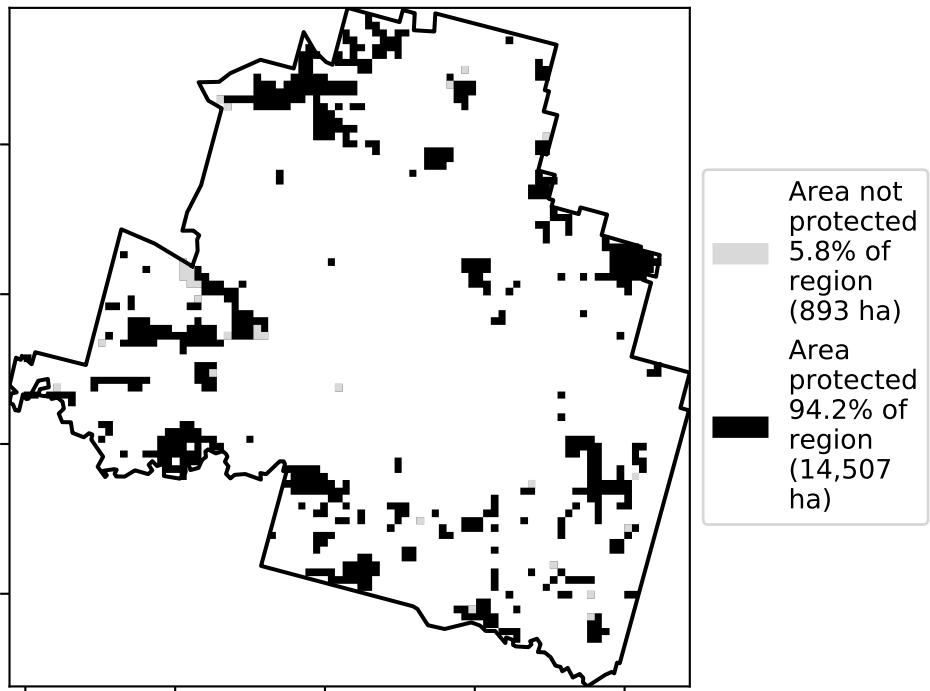 Area not
protected
5.8% of
region
(893 ha)
Area
protected
94.2% of
region
(14,507
ha)